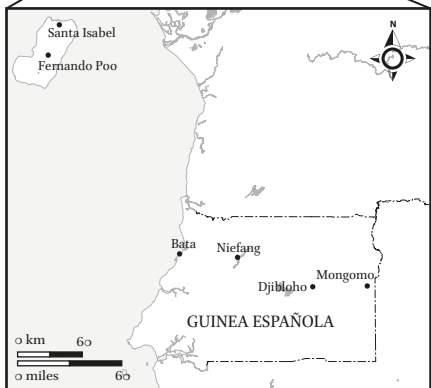 N
Santa Isabel
Fernando Poo
Bata
Niefang
Mongomo
Djibloho
GUINEA ESPAÑOLA
0 km 60
0 miles 60